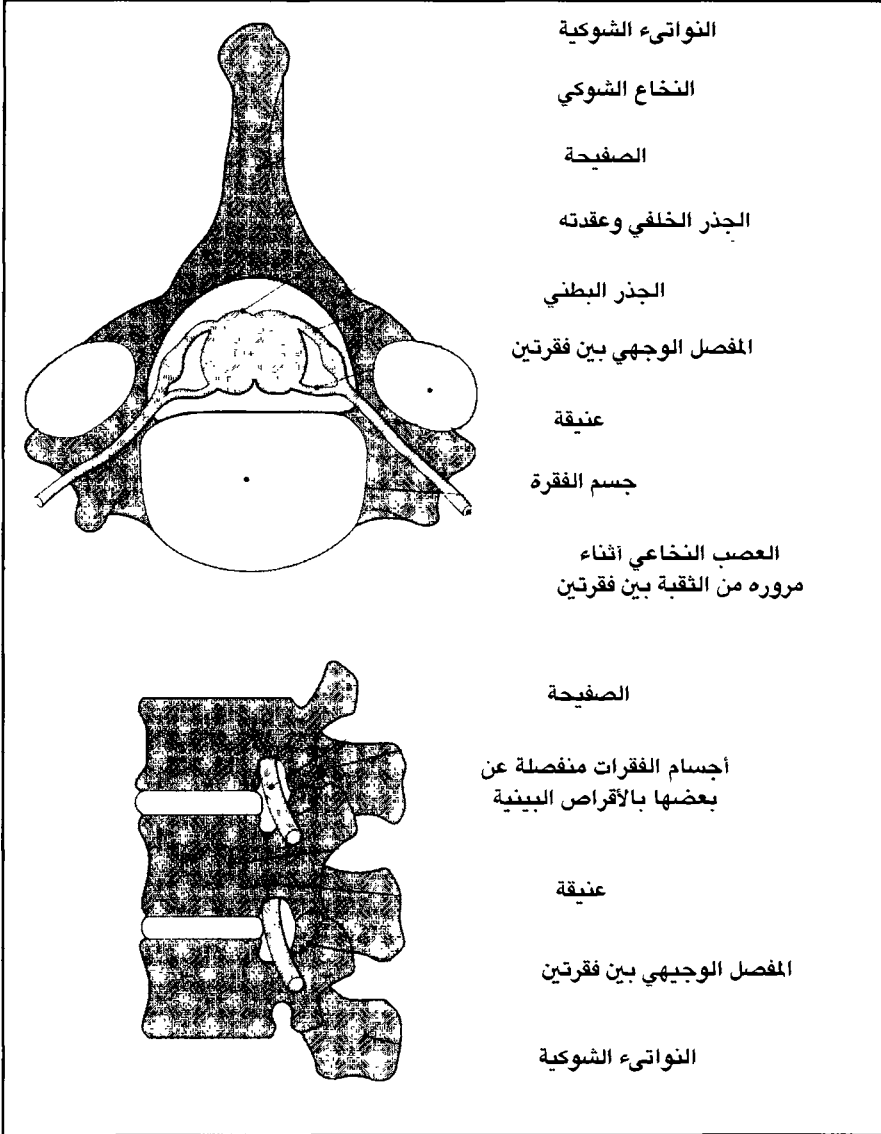 النواتىء الشوكية
النخاع الشوكي
الصفيحة
الجذر الخلفي وعقدته
الجذر البطني
المفصل الوجهي بين فقرتين
عنيقة
جسم الفقرة
العصب النخاعي أثناء
مروره من الثقبة بين فقرتين
الصفيحة
أجسام الفقرات منفصلة عن
بعضها بالأقراص البينية
عنيقة
المفصل الوجيهي بين فقرتين
النواتىء الشوكية